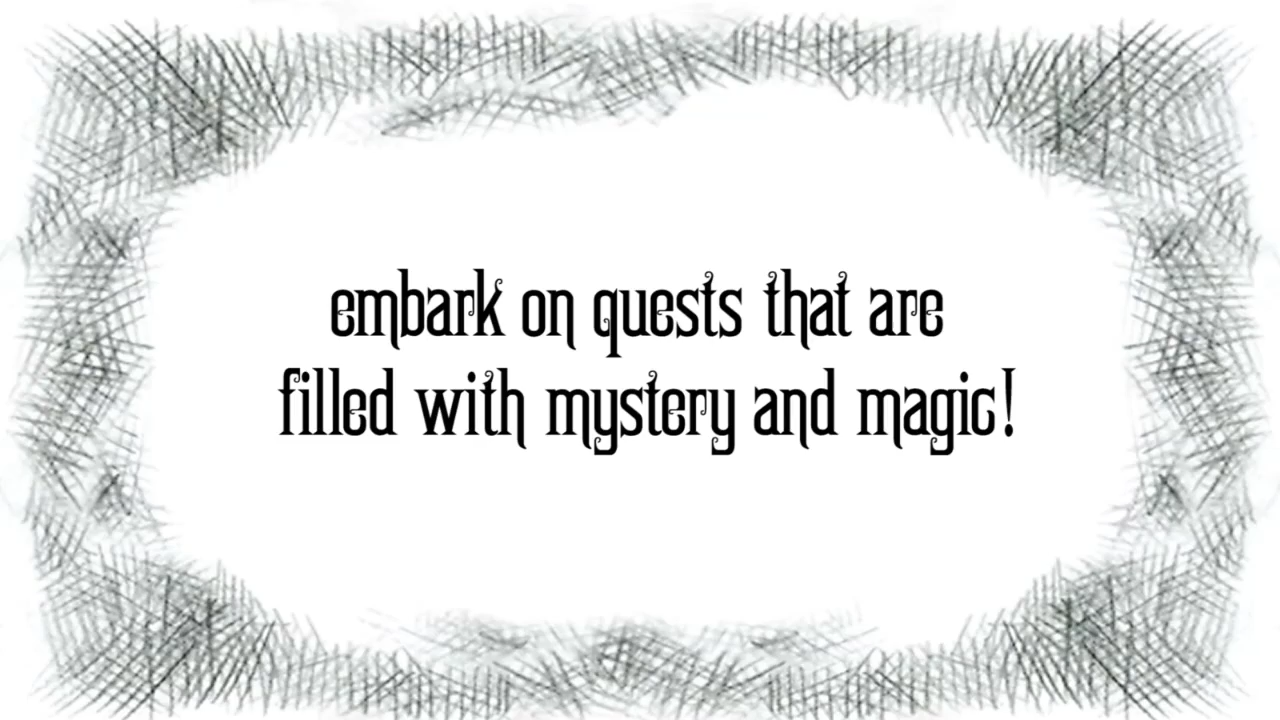 embark on quests that are
filled with mystery and magic!